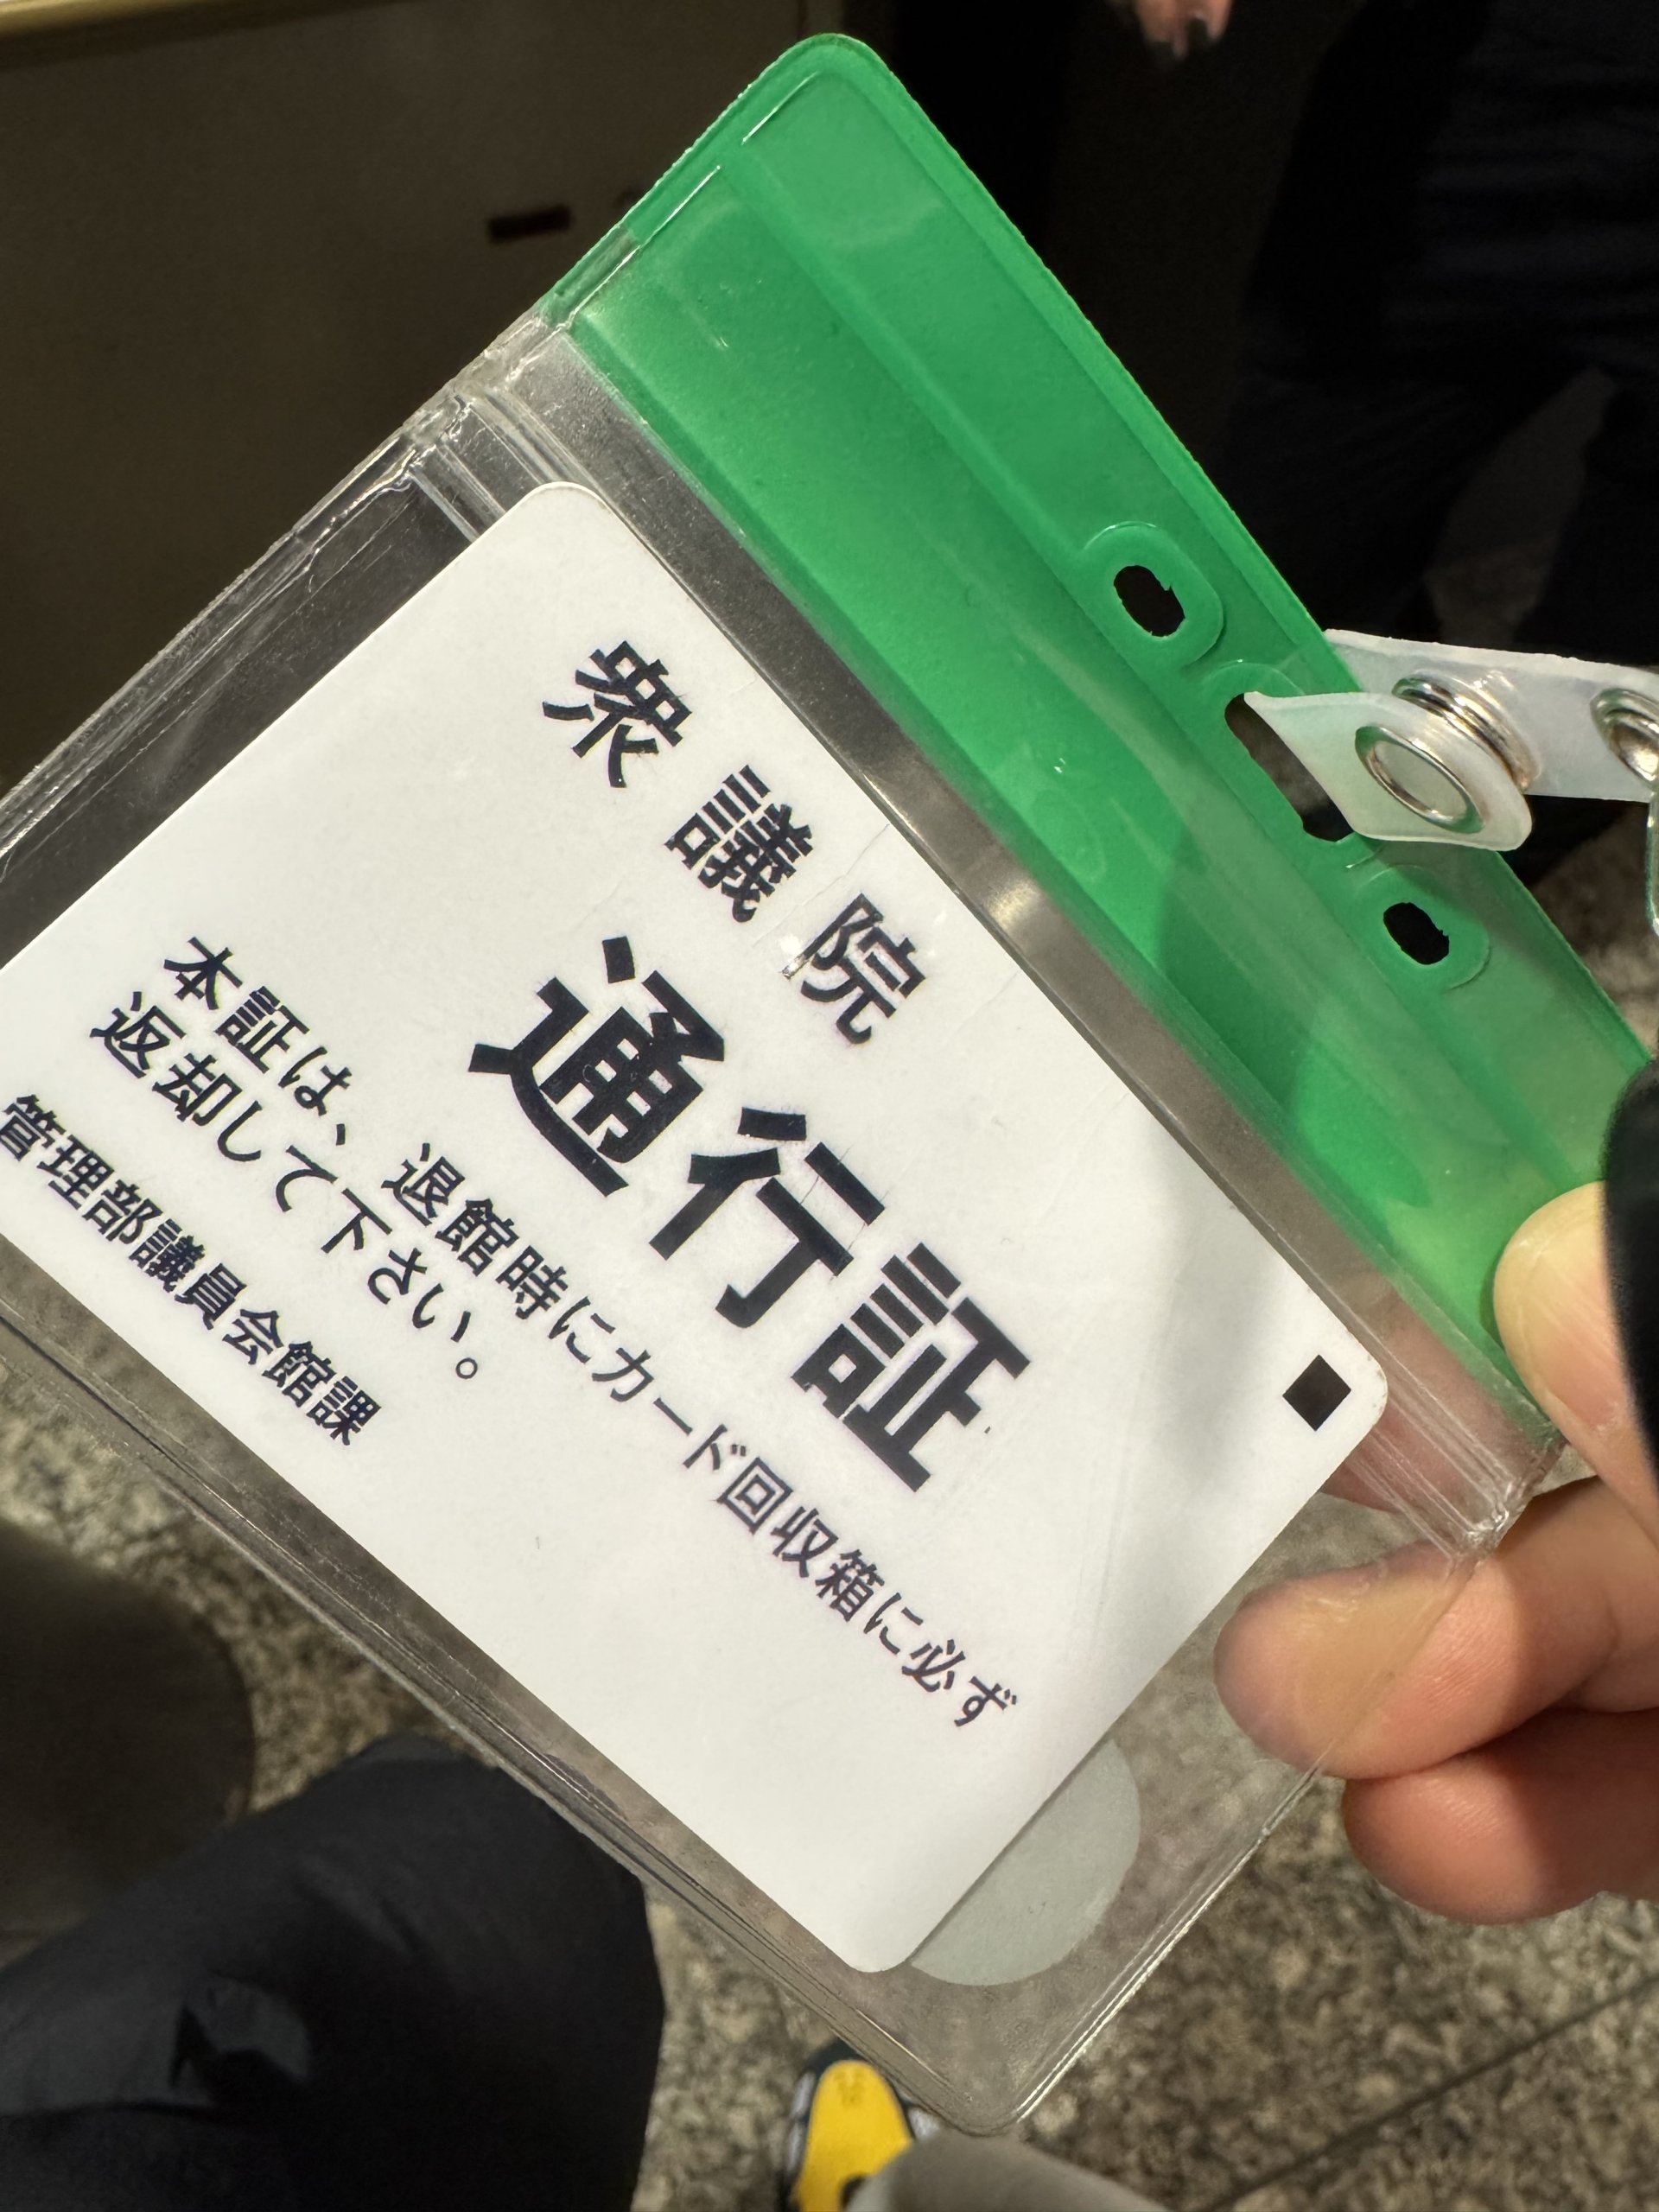 衆議院
通行証
本証は、退館時にカード回収箱に必ず
返却して下さい。
管理部議員会館課